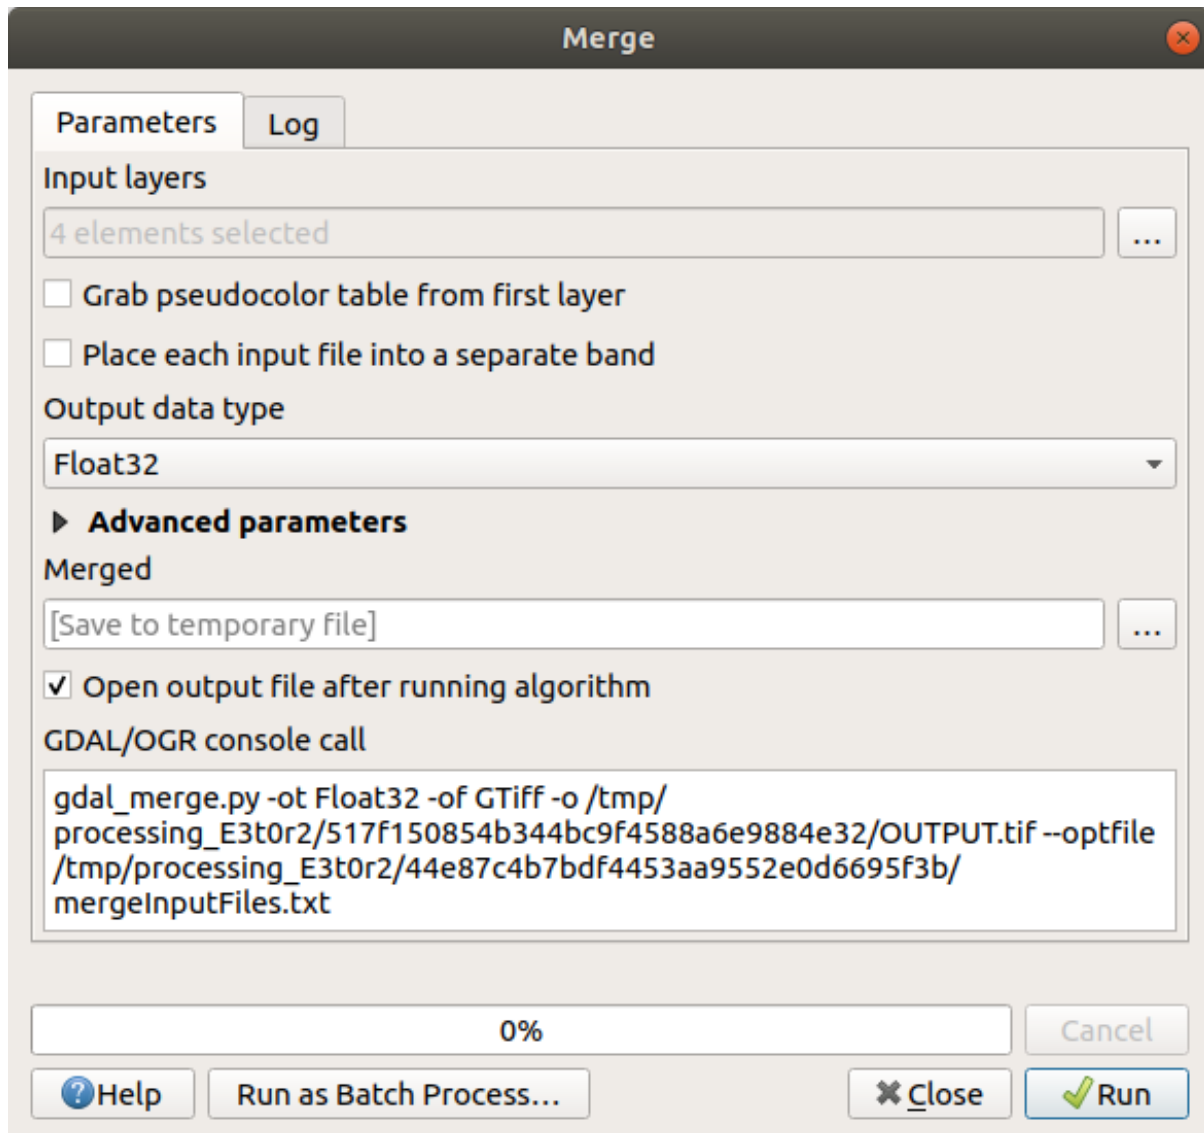 Merge
Parameters Log
Input layers
4 elements selected ...
Grab pseudocolor table from first layer
Place each input file into a separate band
Output data type
Float32
Advanced parameters
Merged
[Save to temporary file] ...
Open output file after running algorithm
GDAL/OGR console call
gdal_merge.py -ot Float32 -of GTiff -o /tmp/
processing_E3t0r2/517f150854b344bc9f4588a6e9884e32/OUTPUT.tif --optfile
/tmp/processing_E3t0r2/44e87c4b7bdf4453aa9552e0d6695f3b/
mergeInputFiles.txt
0% Cancel
Help Run as Batch Process... Close Run